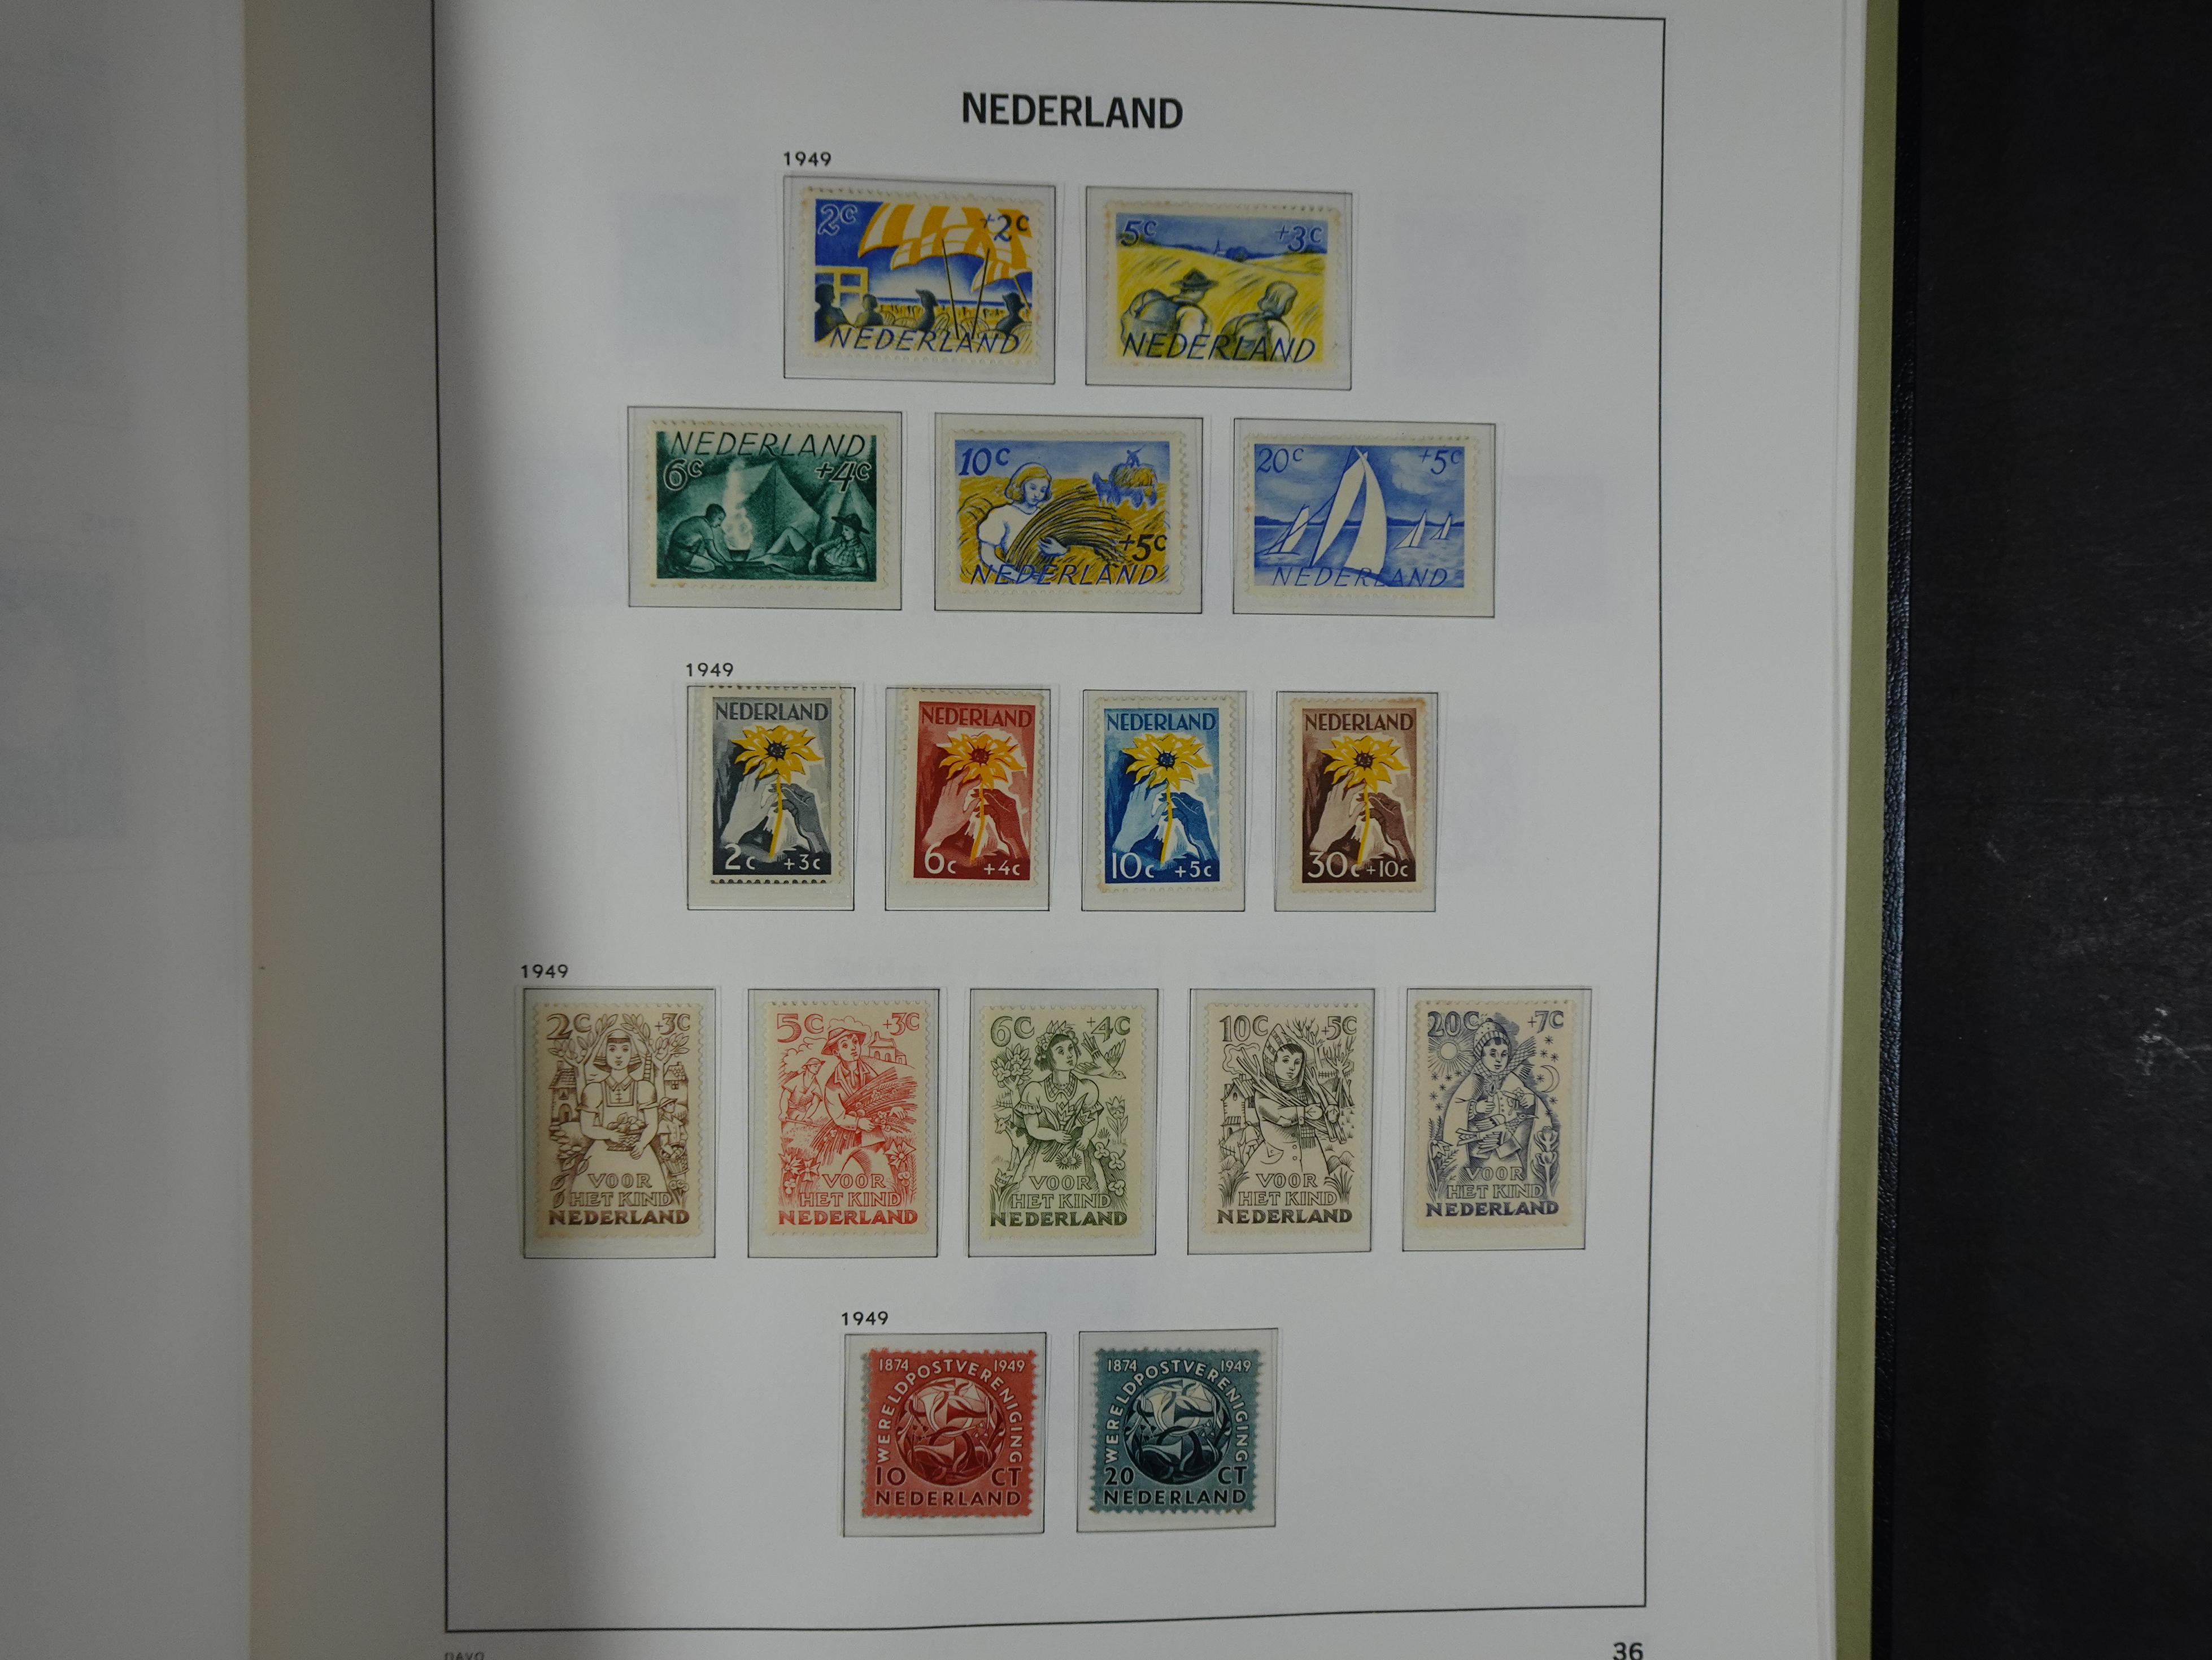 NEDERLAND
1949
2c +2c
NEDERLAND
5c +3c
NEDERLAND
NEDERLAND
6c +4c
10c
+5c
NEDERLAND
20c +5c
NEDERLAND
1949
NEDERLAND
2c +3c
NEDERLAND
6c +4c
NEDERLAND
10c +5c
NEDERLAND
30c +10c
1949
2C +3C
VOOR
HET KIND
NEDERLAND
5C +3C
VOOR
HET KIND
NEDERLAND
6C +4C
VOOR
HET KIND
NEDERLAND
10C +5C
VOOR
HET KIND
NEDERLAND
20C +7C
VOOR
HET KIND
NEDERLAND
1949
1874 1949
WERELDPOSTVERENIGING
10 CT
NEDERLAND
1874 1949
WERELDPOSTVERENIGING
20 CT
NEDERLAND
DAVO
36